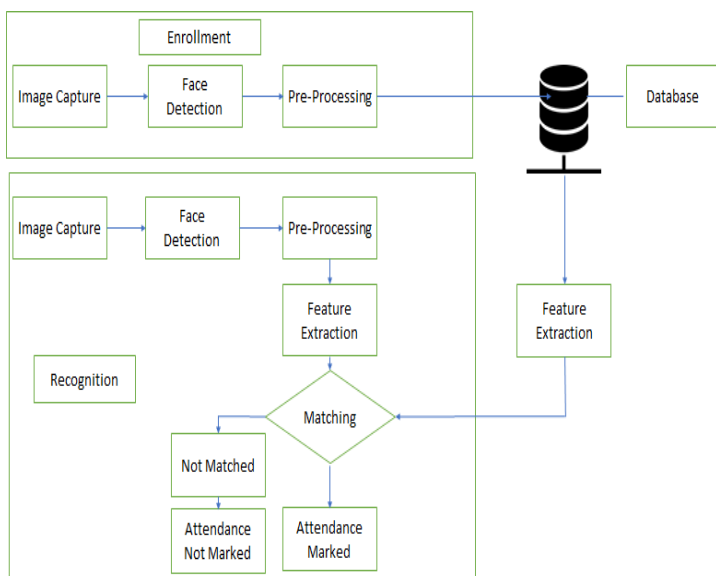 Enrollment
Image Capture
Face
Detection
Pre-Processing
Database
Image Capture
Face
Detection
Pre-Processing
Feature
Extraction
Feature
Extraction
Recognition
Matching
Not Matched
Attendance
Not Marked
Attendance
Marked